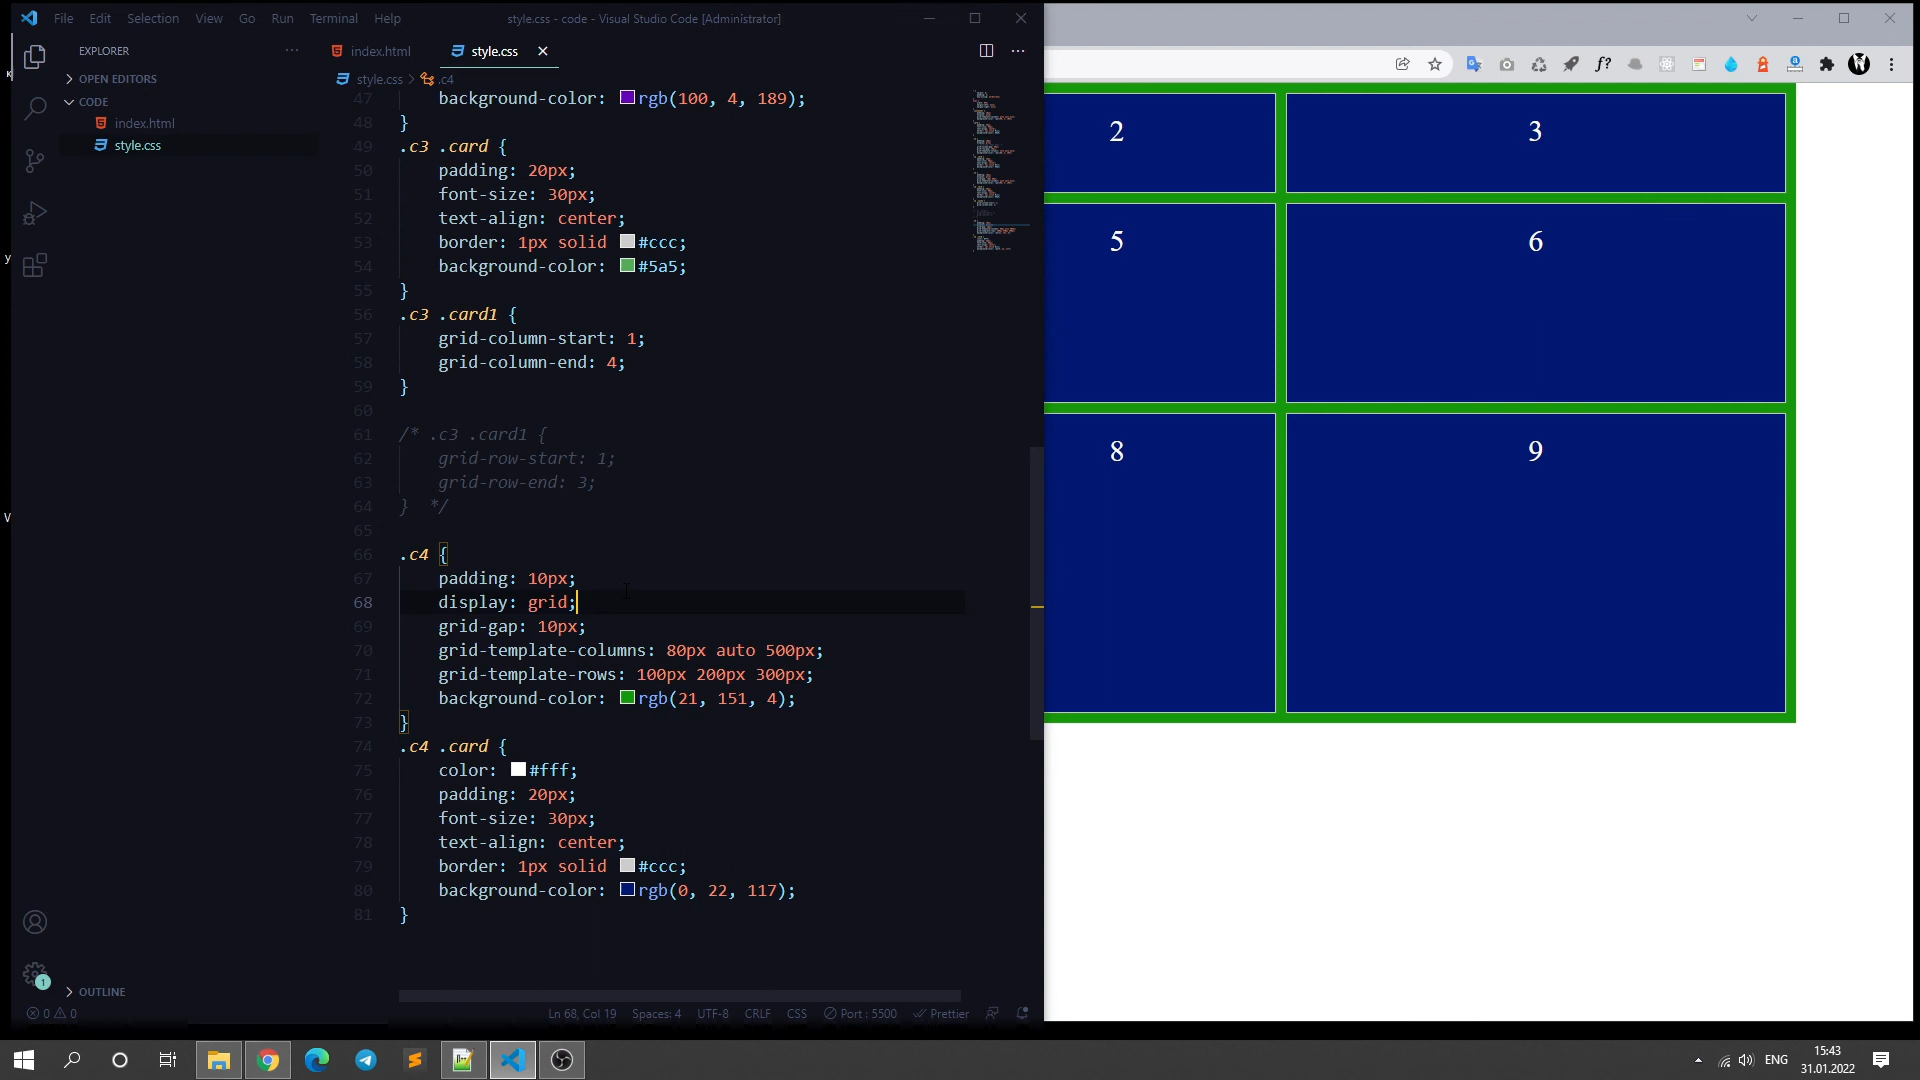 File Edit Selection View Go Run Terminal Help
style.css - code - Visual Studio Code [Administrator]
EXPLORER
OPEN EDITORS
CODE
index.html
style.css
OUTLINE
index.html
style.css
style.css > .c4
47 background-color: rgb(100, 4, 189);
48 }
49 .c3 .card {
50 padding: 20px;
51 font-size: 30px;
52 text-align: center;
53 border: 1px solid #ccc;
54 background-color: #5a5;
55 }
56 .c3 .card1 {
57 grid-column-start: 1;
58 grid-column-end: 4;
59 }
60
61 /* .c3 .card1 {
62 grid-row-start: 1;
63 grid-row-end: 3;
64 } */
65
66 .c4 {
67 padding: 10px;
68 display: grid;
69 grid-gap: 10px;
70 grid-template-columns: 80px auto 500px;
71 grid-template-rows: 100px 200px 300px;
72 background-color: rgb(21, 151, 4);
73 }
74 .c4 .card {
75 color: #fff;
76 padding: 20px;
77 font-size: 30px;
78 text-align: center;
79 border: 1px solid #ccc;
80 background-color: rgb(0, 22, 117);
81 }
1
0 0
Ln 68, Col 19 Spaces: 4 UTF-8 CRLF CSS Port : 5500 Prettier
f?
2 3
5 6
8 9
ENG
15:43
31.01.2022